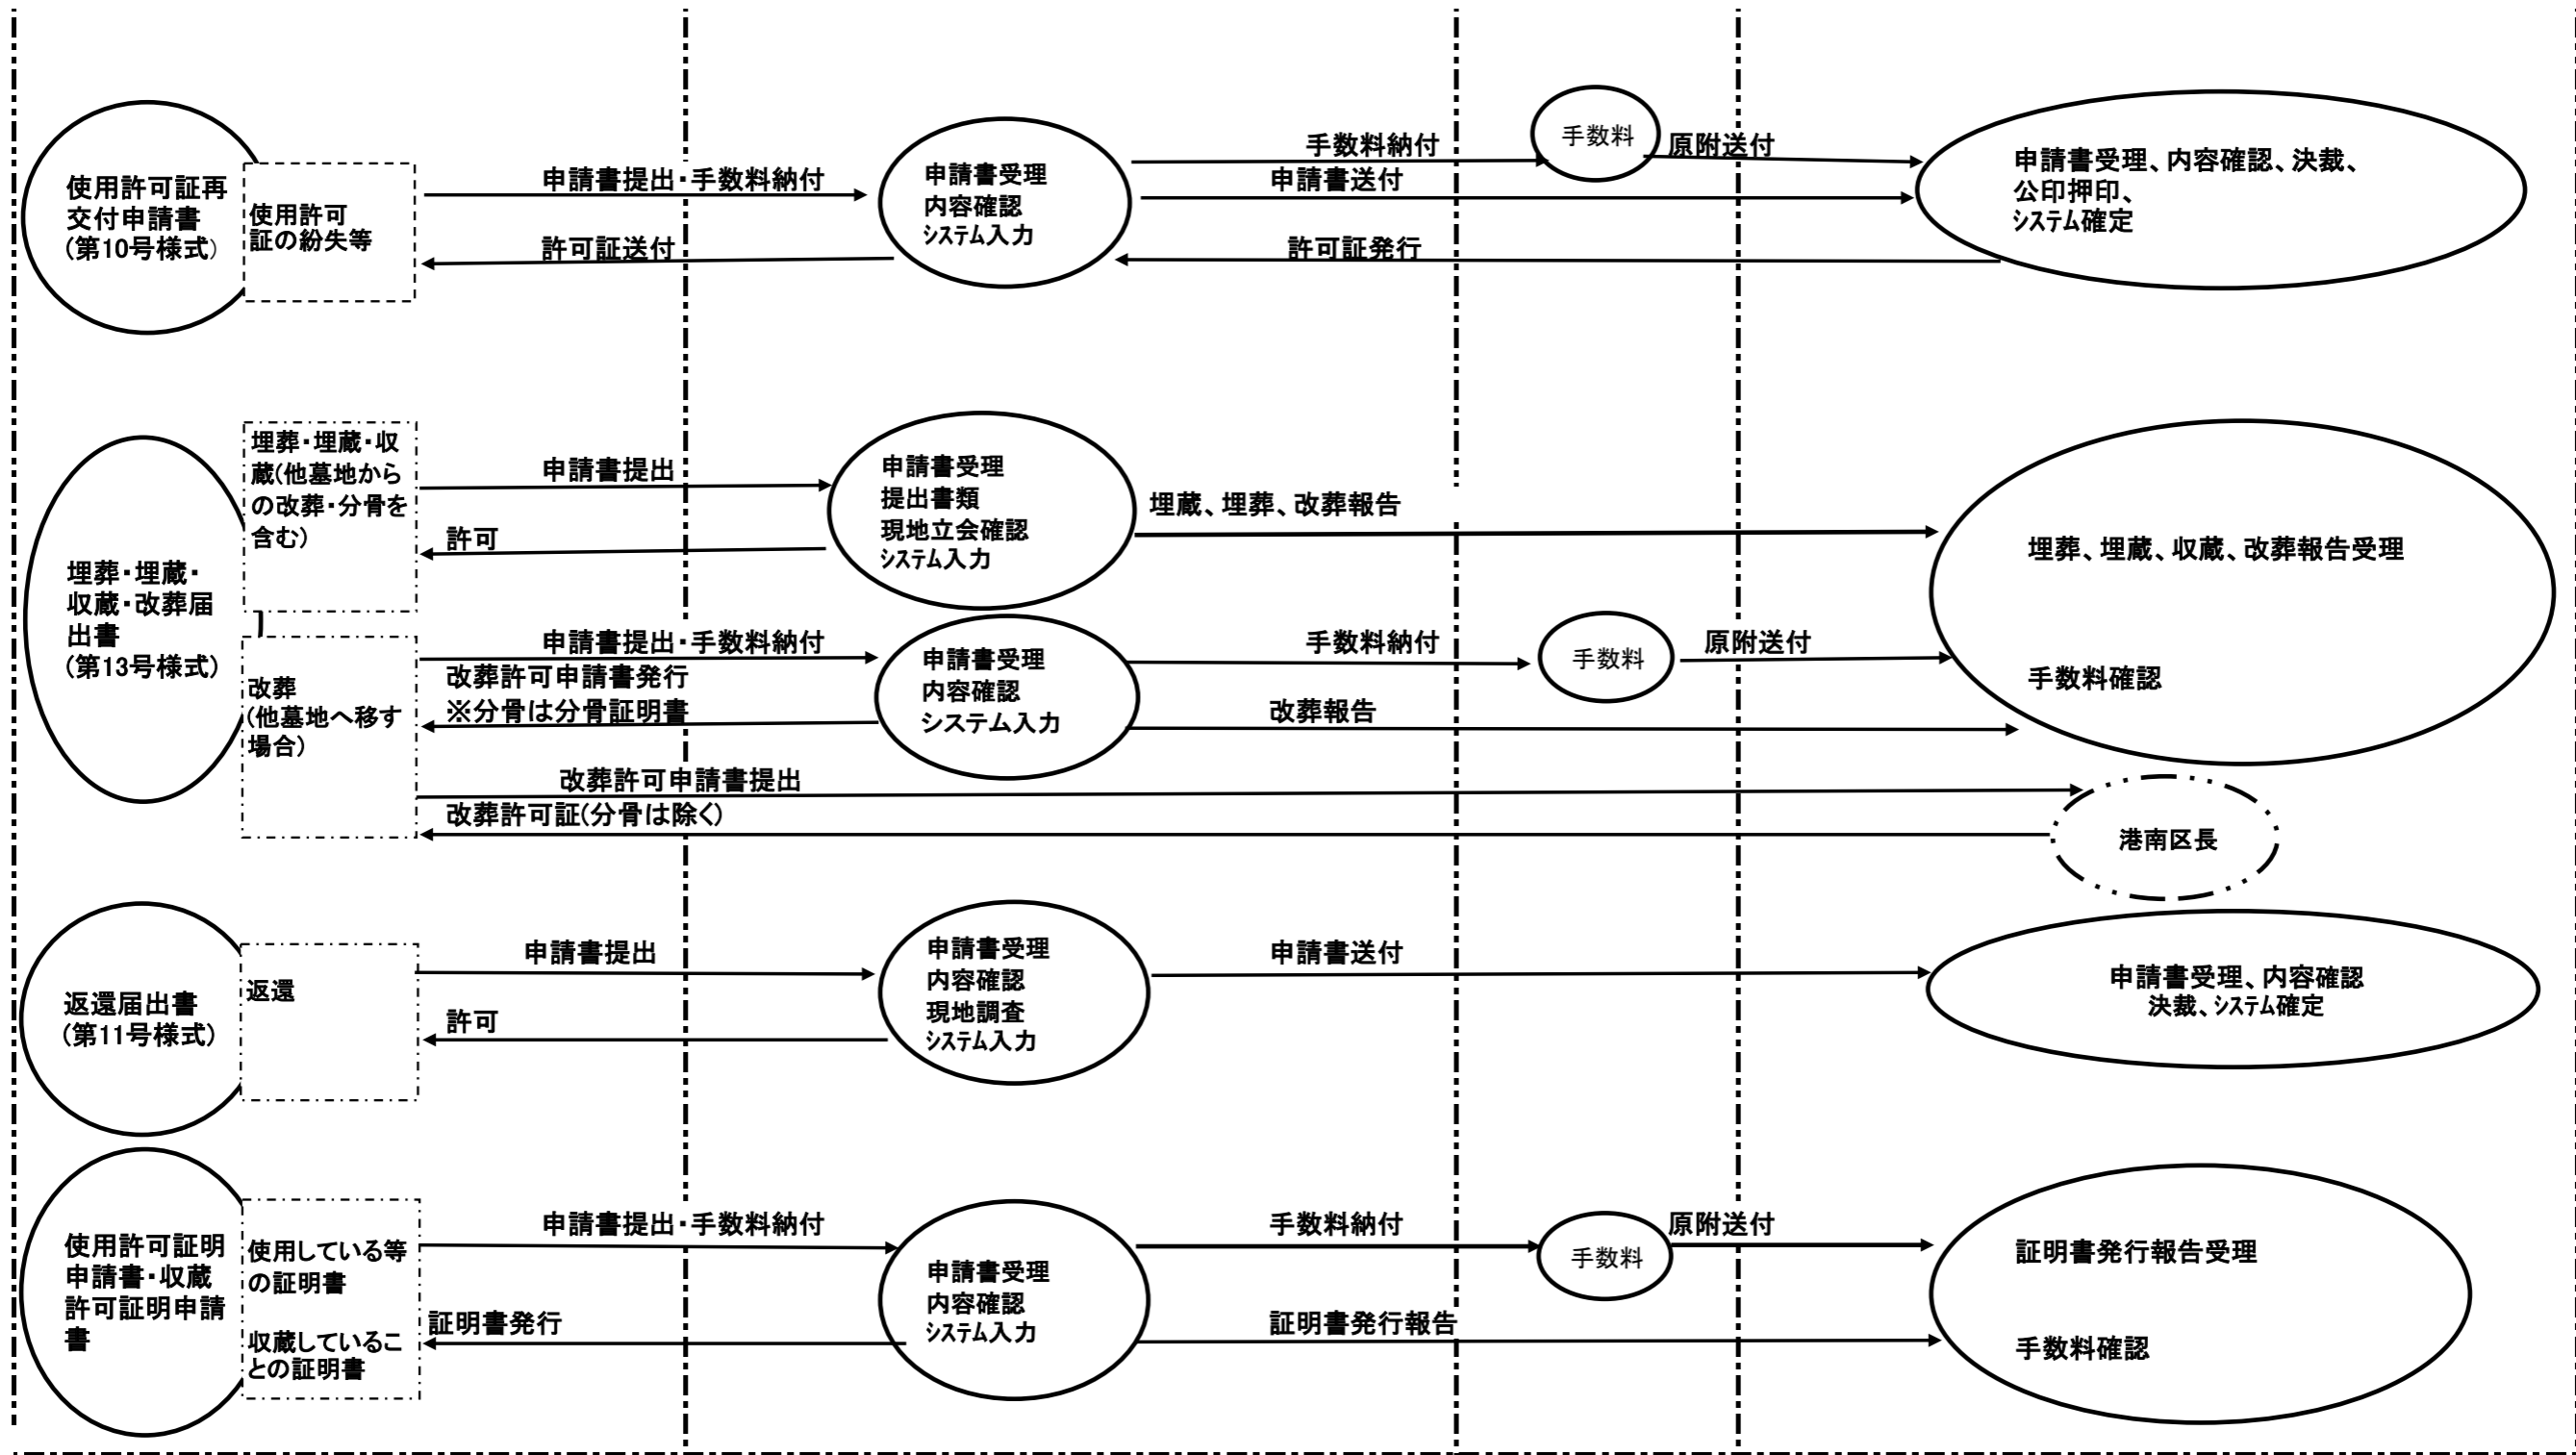 使用許可証再
交付申請書
(第10号様式)
使用許可
証の紛失等
申請書提出・手数料納付
許可証送付
申請書受理
内容確認
システム入力
手数料納付
申請書送付
許可証発行
手数料
原附送付
申請書受理、内容確認、決裁、
公印押印、
システム確定
埋葬・埋蔵・
収蔵・改葬届
出書
(第13号様式)
埋葬・埋蔵・収
蔵(他墓地から
の改葬・分骨を
含む)
申請書提出
許可
申請書受理
提出書類
現地立会確認
システム入力
埋蔵、埋葬、改葬報告
埋葬、埋蔵、収蔵、改葬報告受理
手数料確認
改葬
(他墓地へ移す
場合)
申請書提出・手数料納付
改葬許可申請書発行
※分骨は分骨証明書
申請書受理
内容確認
システム入力
手数料納付
改葬報告
手数料
原附送付
改葬許可申請書提出
改葬許可証(分骨は除く)
港南区長
返還届出書
(第11号様式)
返還
申請書提出
許可
申請書受理
内容確認
現地調査
システム入力
申請書送付
申請書受理、内容確認
決裁、システム確定
使用許可証明
申請書・収蔵
許可証明申請
書
使用している等
の証明書
収蔵しているこ
との証明書
申請書提出・手数料納付
証明書発行
申請書受理
内容確認
システム入力
手数料納付
証明書発行報告
手数料
原附送付
証明書発行報告受理
手数料確認